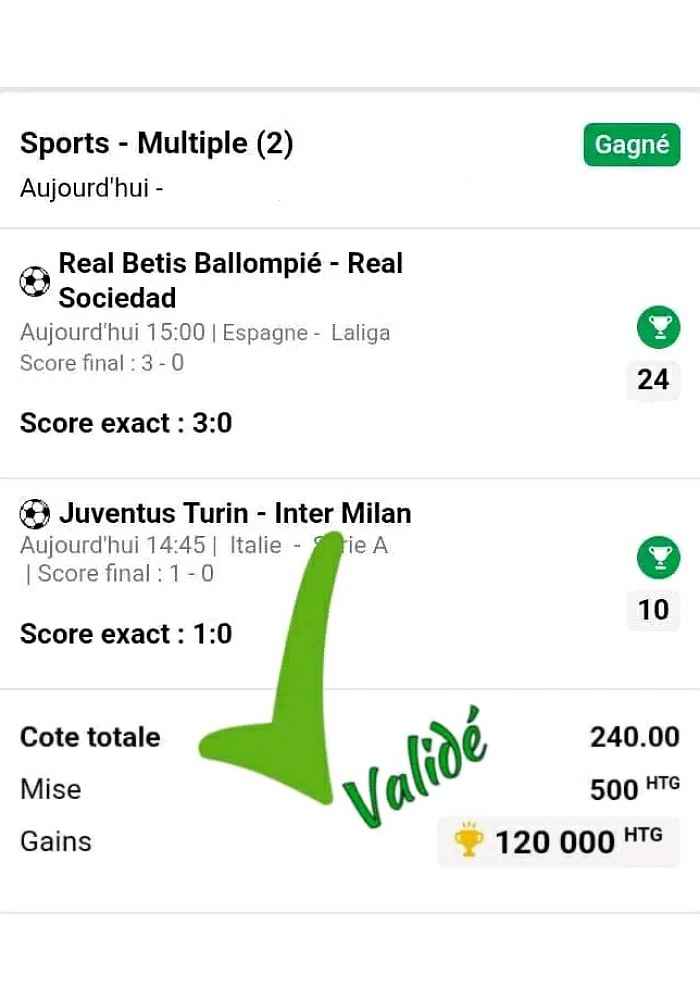 Sports - Multiple (2)
Gagné
Aujourd'hui -
Real Betis Ballompié - Real
Sociedad
Aujourd'hui 15:00 | Espagne - Laliga
Score final : 3 - 0
24
Score exact : 3:0
Juventus Turin - Inter Milan
Aujourd'hui 14:45 | Italie - S rie A
| Score final : 1 - 0
10
Score exact : 1:0
Cote totale
240.00
Validé
Mise
500 HTG
Gains
120 000 HTG